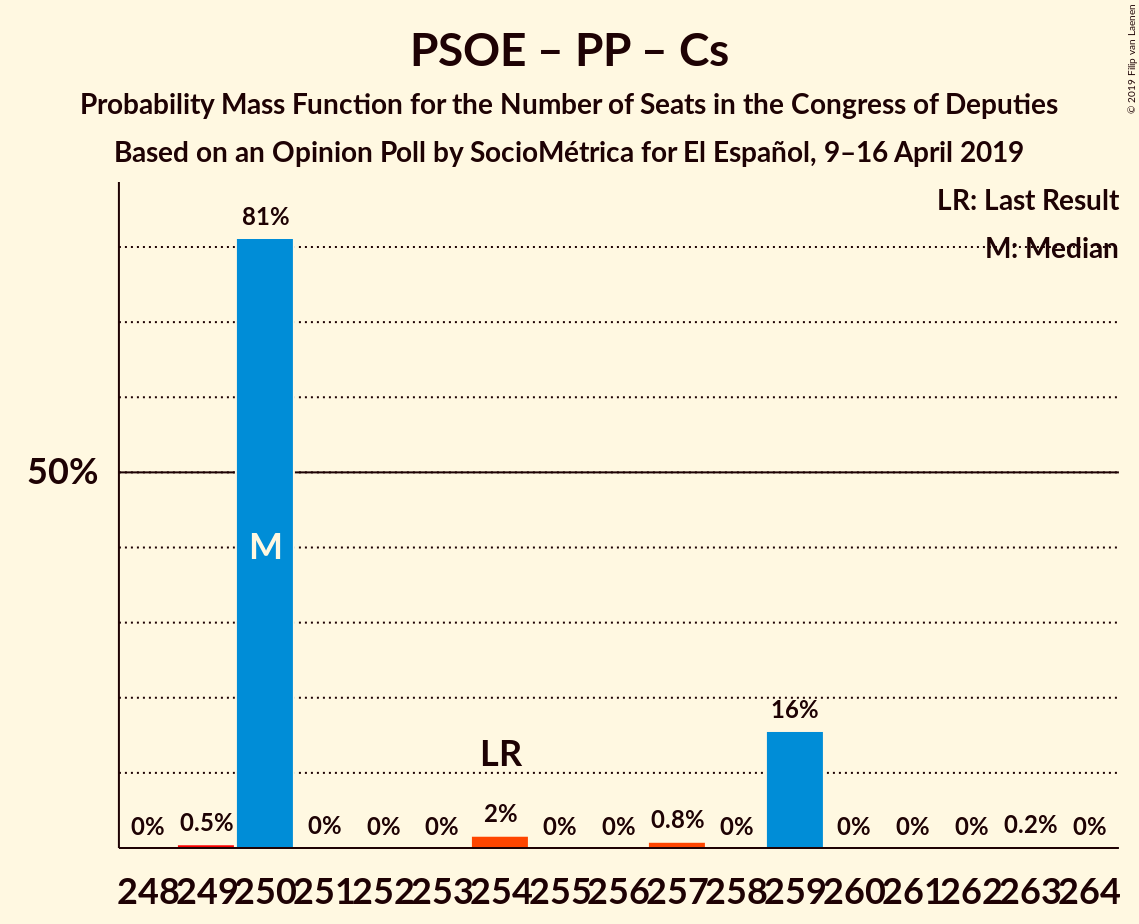 PSOE – PP – Cs
Probability Mass Function for the Number of Seats in the Congress of Deputies
Based on an Opinion Poll by SocioMétrica for El Español, 9–16 April 2019
© 2019 Filip van Laenen
LR: Last Result
M: Median
81%
50%
M
16%
LR
0% 0.5% 0% 0% 0% 2% 0% 0% 0.8% 0% 0% 0% 0% 0.2% 0%
248 249 250 251 252 253 254 255 256 257 258 259 260 261 262 263 264